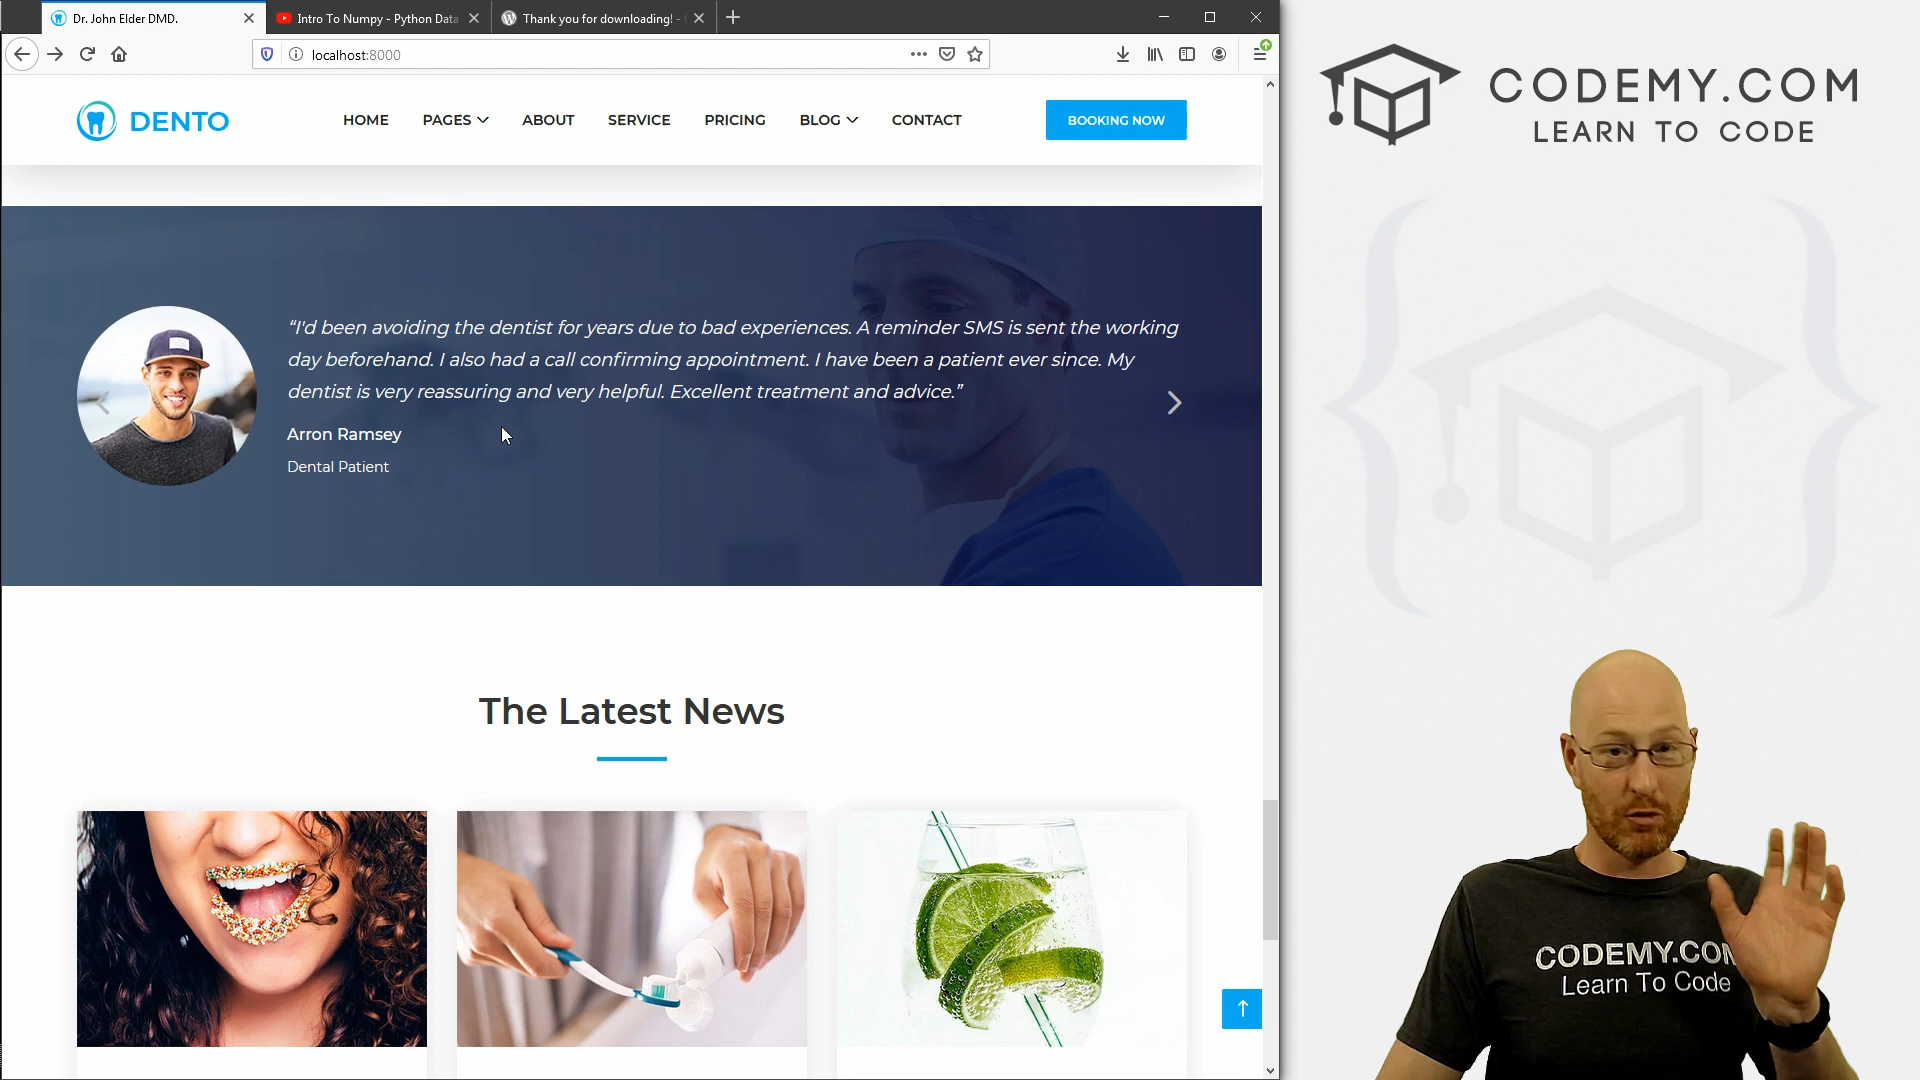 Dr. John Elder DMD.
Intro To Numpy - Python Data
Thank you for downloading! -
localhost:8000
DENTO
HOME
PAGES
ABOUT
SERVICE
PRICING
BLOG
CONTACT
BOOKING NOW
“I'd been avoiding the dentist for years due to bad experiences. A reminder SMS is sent the working
day beforehand. I also had a call confirming appointment. I have been a patient ever since. My
dentist is very reassuring and very helpful. Excellent treatment and advice.”
Arron Ramsey
Dental Patient
The Latest News
CODEMY.COM
LEARN TO CODE
CODEMY.COM
Learn To Code